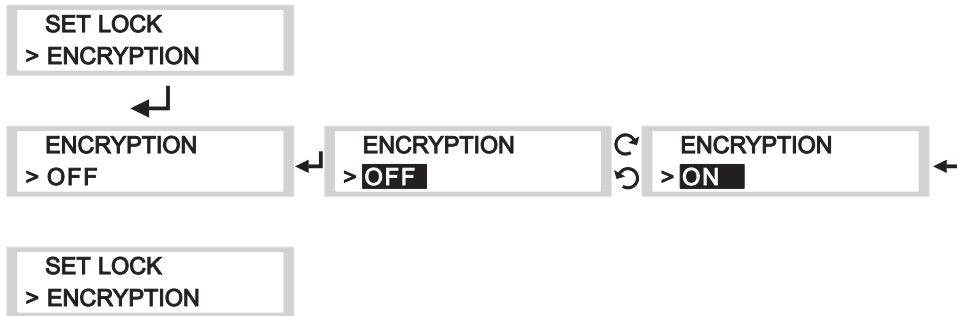 SET LOCK
> ENCRYPTION
ENCRYPTION
> OFF
ENCRYPTION
> OFF
ENCRYPTION
> ON
SET LOCK
> ENCRYPTION